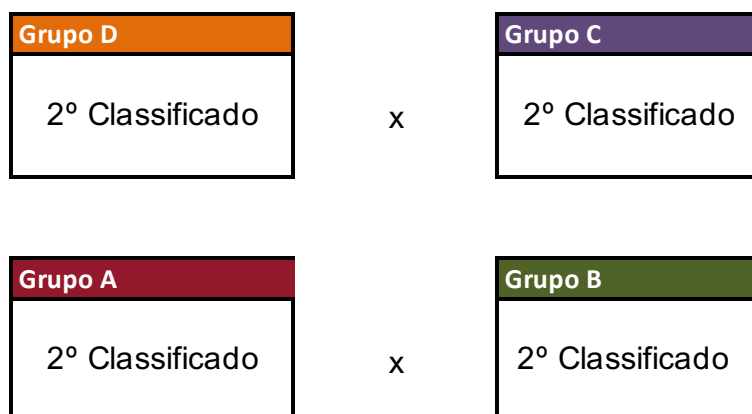 Grupo D
Grupo C
2º Classificado x 2º Classificado
Grupo A
Grupo B
2º Classificado x 2º Classificado